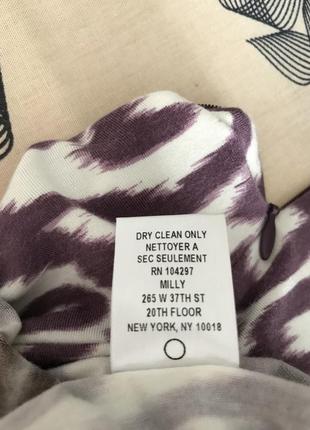 DRY CLEAN ONLY
NETTOYER A
SEC SEULEMENT
RN 104297
MILLY
265 W 37TH ST
20TH FLOOR
NEW YORK, NY 10018